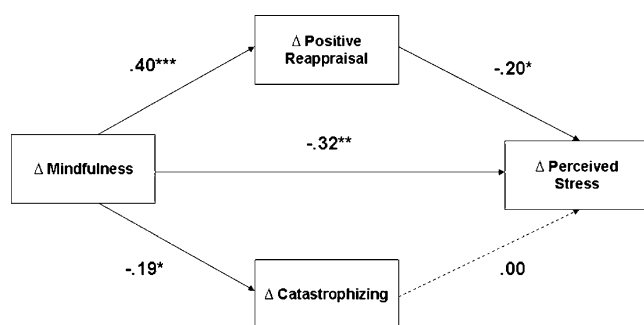 Δ Positive
Reappraisal
.40***
-.20*
-.32**
Δ Mindfulness
Δ Perceived
Stress
-.19*
.00
Δ Catastrophizing